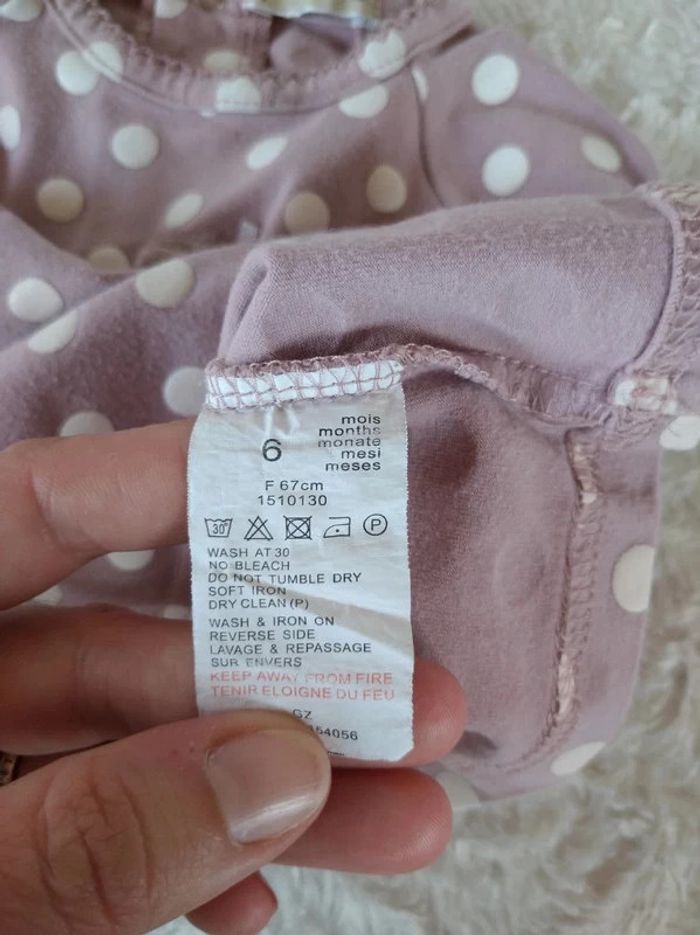 6
mois
months
monate
mesi
meses
F 67cm
1510130
30°
P
WASH AT 30
NO BLEACH
DO NOT TUMBLE DRY
SOFT IRON
DRY CLEAN (P)
WASH & IRON ON
REVERSE SIDE
LAVAGE & REPASSAGE
SUR ENVERS
KEEP AWAY FROM FIRE
TENIR ELOIGNE DU FEU
GZ